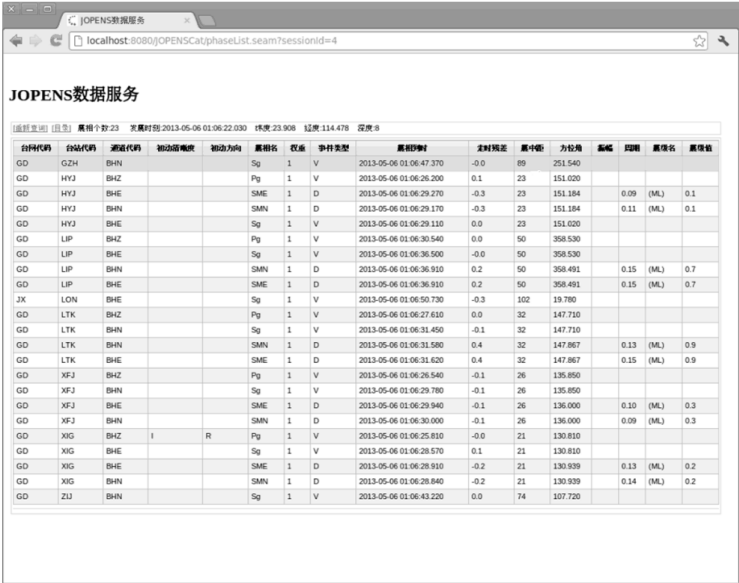 JOPENS数据服务
localhost:8080/JOPENSCat/phaseList.seam?sessionId=4
JOPENS数据服务
[重新查询] [目录] 震相个数:23 发震时刻:2013-05-06 01:06:22.030 纬度:23.908 经度:114.478 深度:8
台网代码 台站代码 通道代码 初动清晰度 初动方向 震相名 权重 事件类型 震相到时 走时残差 震中距 方位角 振幅 周期 震级名 震级值
GD GZH BHN Sg 1 V 2013-05-06 01:06:47.370 -0.0 89 251.540
GD HYJ BHZ Pg 1 V 2013-05-06 01:06:26.200 0.1 23 151.020
GD HYJ BHE SME 1 D 2013-05-06 01:06:29.270 -0.3 23 151.184 0.09 (ML) 0.1
GD HYJ BHN SMN 1 D 2013-05-06 01:06:29.170 -0.3 23 151.184 0.11 (ML) 0.1
GD HYJ BHE Sg 1 V 2013-05-06 01:06:29.110 0.0 23 151.020
GD LIP BHZ Pg 1 V 2013-05-06 01:06:30.540 0.0 50 358.530
GD LIP BHE Sg 1 V 2013-05-06 01:06:36.500 -0.0 50 358.530
GD LIP BHN SMN 1 D 2013-05-06 01:06:36.910 0.2 50 358.491 0.15 (ML) 0.7
GD LIP BHE SME 1 D 2013-05-06 01:06:36.910 0.2 50 358.491 0.15 (ML) 0.7
JX LON BHE Sg 1 V 2013-05-06 01:06:50.730 -0.3 102 19.780
GD LTK BHZ Pg 1 V 2013-05-06 01:06:27.610 0.0 32 147.710
GD LTK BHN Sg 1 V 2013-05-06 01:06:31.450 -0.1 32 147.710
GD LTK BHN SMN 1 D 2013-05-06 01:06:31.580 0.4 32 147.867 0.13 (ML) 0.9
GD LTK BHE SME 1 D 2013-05-06 01:06:31.620 0.4 32 147.867 0.15 (ML) 0.9
GD XFJ BHZ Pg 1 V 2013-05-06 01:06:26.540 -0.1 26 135.850
GD XFJ BHN Sg 1 V 2013-05-06 01:06:29.780 -0.1 26 135.850
GD XFJ BHE SME 1 D 2013-05-06 01:06:29.940 -0.1 26 136.000 0.10 (ML) 0.3
GD XFJ BHN SMN 1 D 2013-05-06 01:06:30.000 -0.1 26 136.000 0.09 (ML) 0.3
GD XIG BHZ I R Pg 1 V 2013-05-06 01:06:25.810 -0.0 21 130.810
GD XIG BHE Sg 1 V 2013-05-06 01:06:28.570 0.1 21 130.810
GD XIG BHE SME 1 D 2013-05-06 01:06:28.910 -0.2 21 130.939 0.13 (ML) 0.2
GD XIG BHN SMN 1 D 2013-05-06 01:06:28.840 -0.2 21 130.939 0.14 (ML) 0.2
GD ZIJ BHN Sg 1 V 2013-05-06 01:06:43.220 0.0 74 107.720